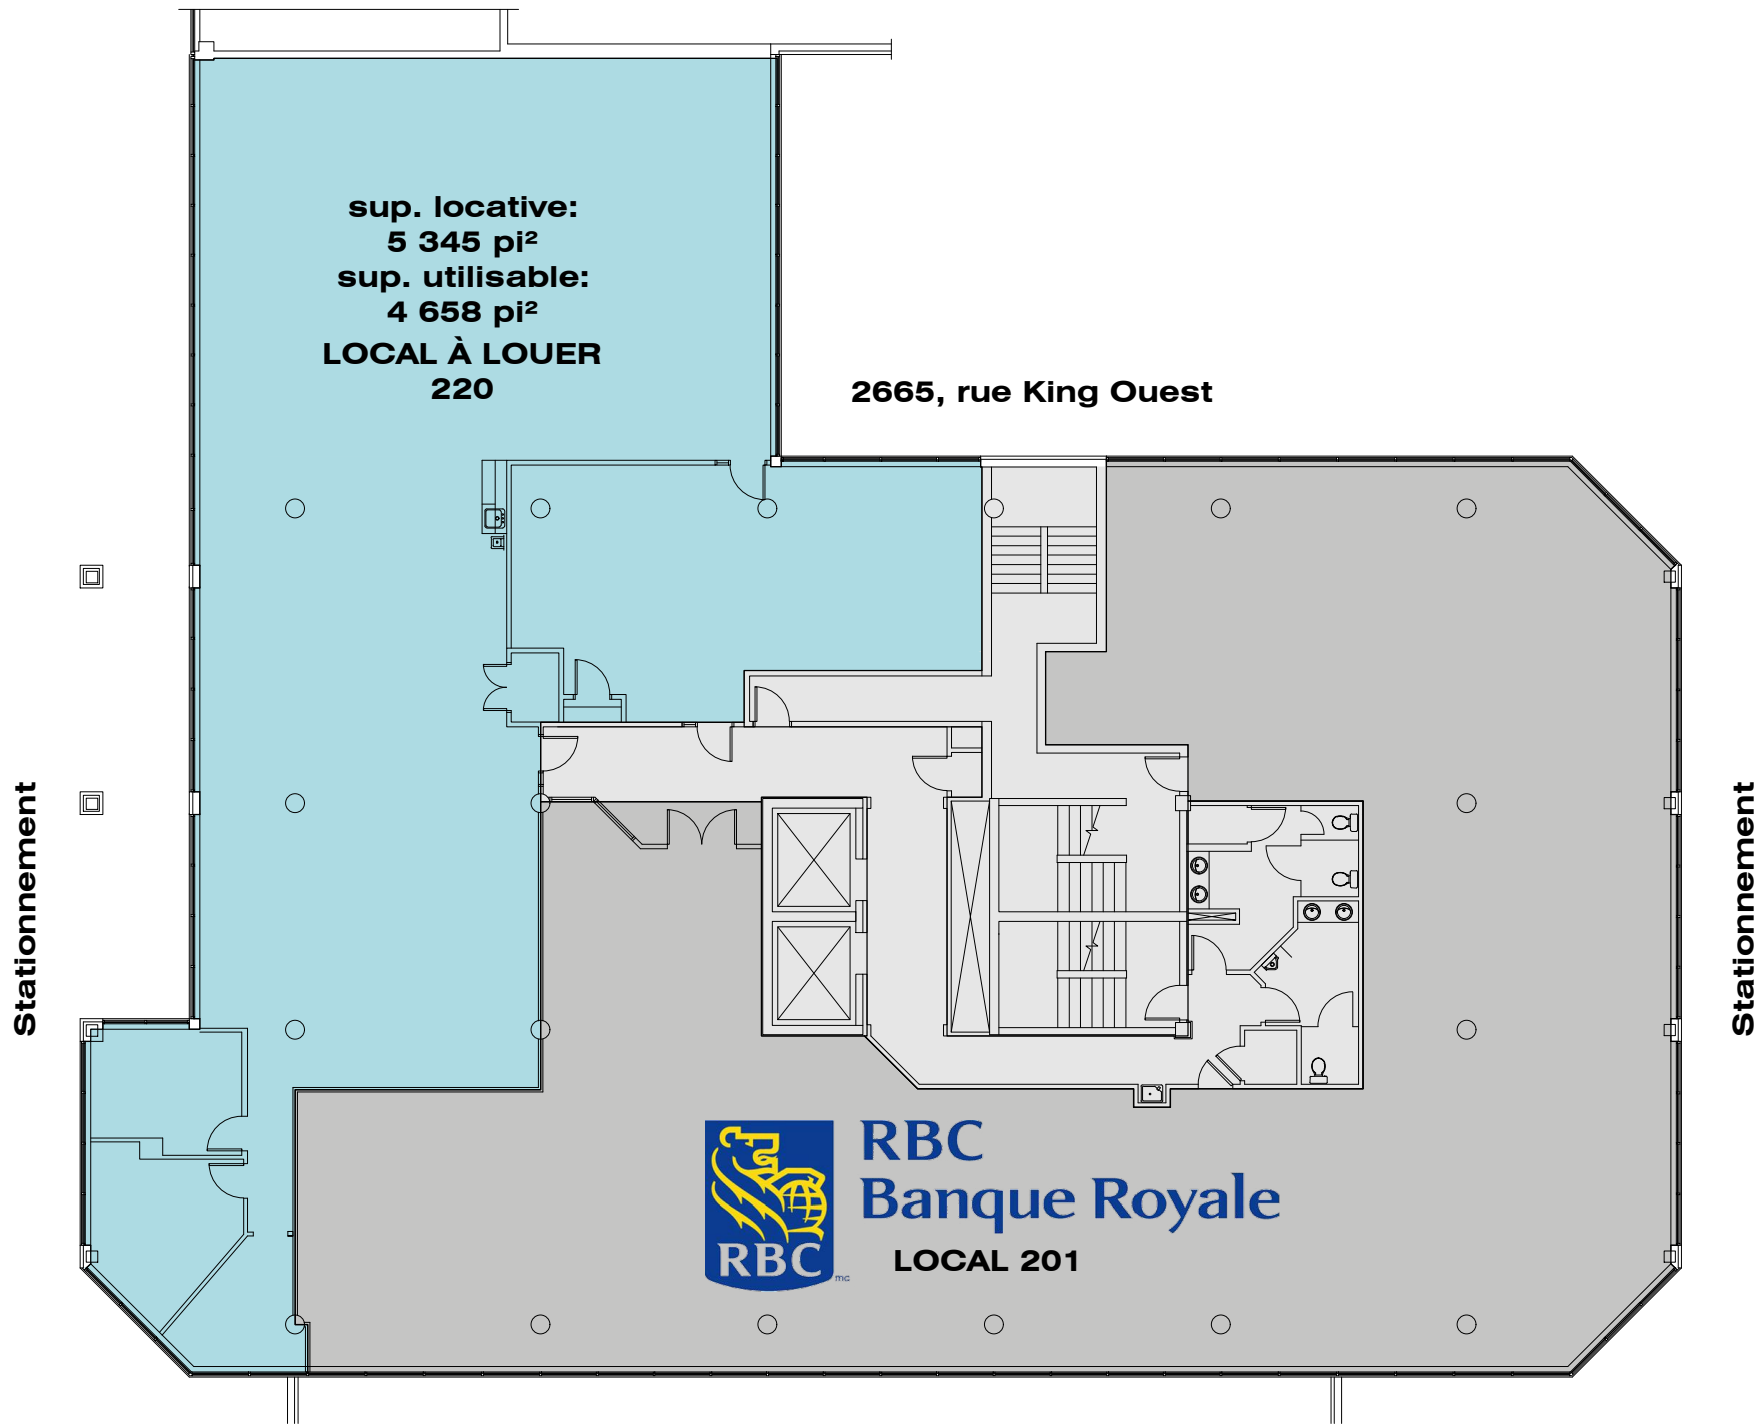 sup. locative:
5 345 pi²
sup. utilisable:
4 658 pi²
LOCAL À LOUER
220
2665, rue King Ouest
Stationnement
Stationnement
RBC
Banque Royale
RBC
mc
LOCAL 201